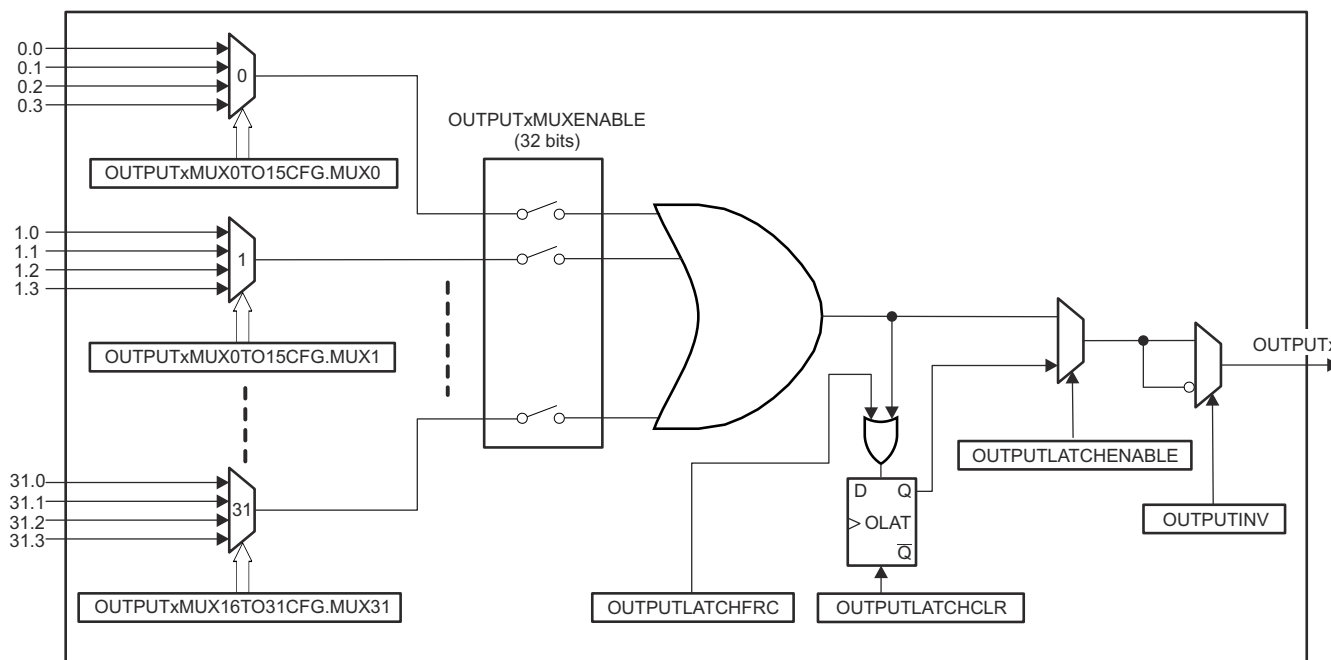 0.0
0.1
0.2
0.3
0
OUTPUTxMUX0TO15CFG.MUX0
OUTPUTxMUXENABLE
(32 bits)
1.0
1.1
1.2
1.3
1
OUTPUTxMUX0TO15CFG.MUX1
31.0
31.1
31.2
31.3
31
OUTPUTxMUX16TO31CFG.MUX31
D Q
OLAT
Q̅
OUTPUTLATCHFRC
OUTPUTLATCHCLR
OUTPUTLATCHENABLE
OUTPUTINV
OUTPUTx